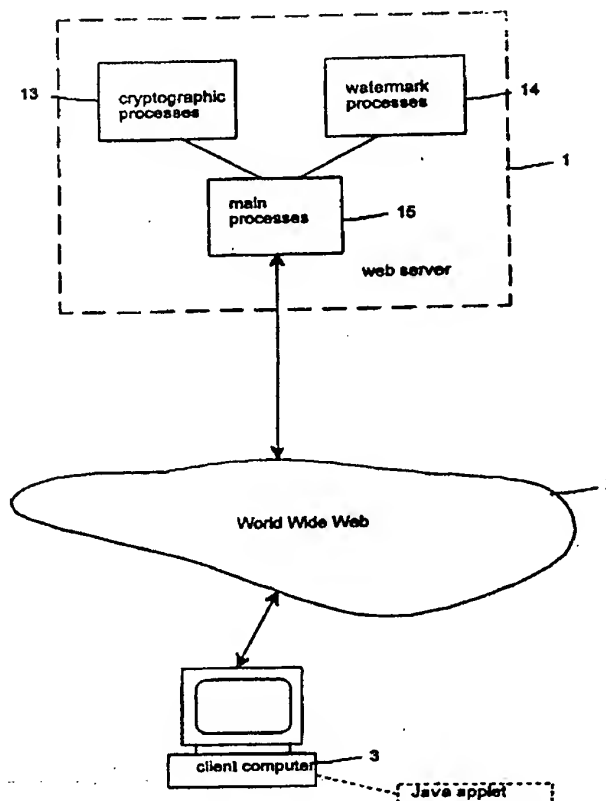 13
cryptographic
processes
watermark
processes
14
1
main
processes
15
web server
World Wide Web
client computer
3
Java applet